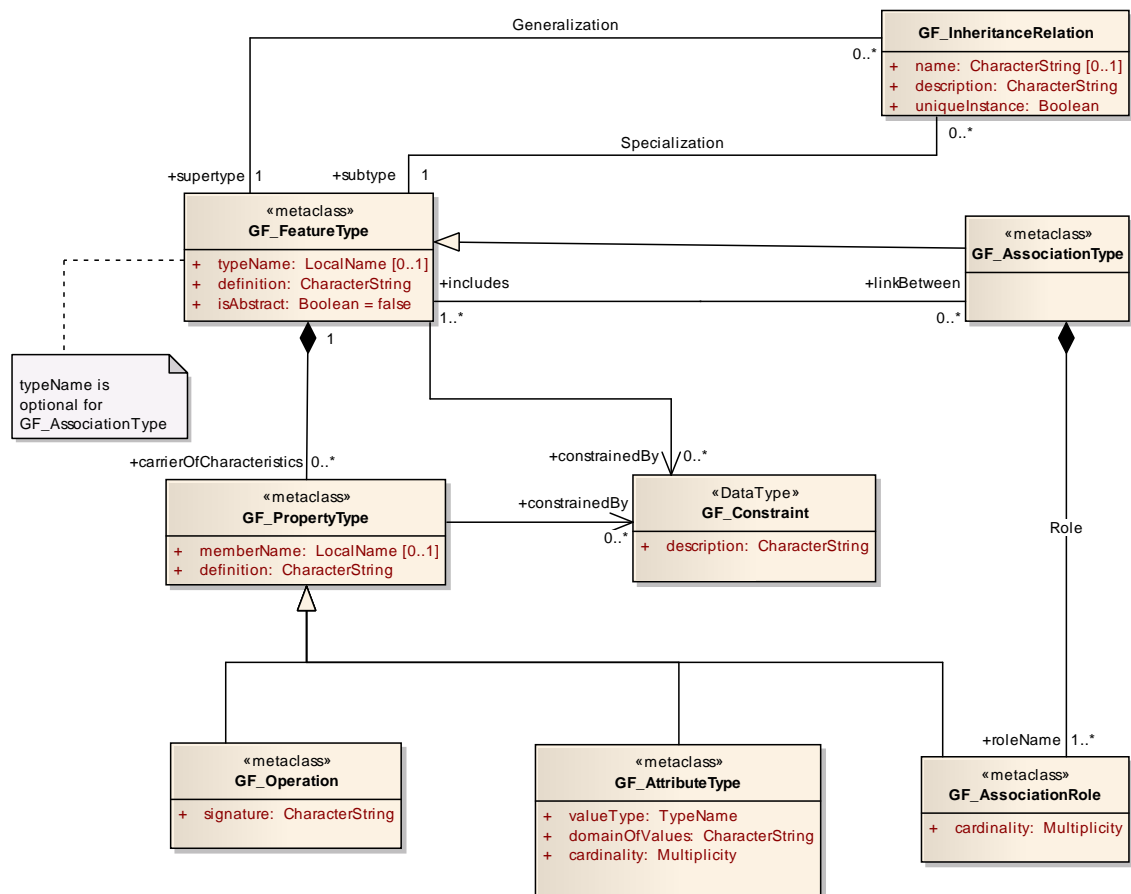 Generalization
GF_InheritanceRelation
0..*
+ name: CharacterString [0..1]
+ description: CharacterString
+ uniqueInstance: Boolean
0..*
Specialization
+supertype 1
+subtype 1
«metaclass»
GF_FeatureType
+ typeName: LocalName [0..1]
+ definition: CharacterString
+ isAbstract: Boolean = false
«metaclass»
GF_AssociationType
+includes
+linkBetween
1..*
0..*
1
typeName is
optional for
GF_AssociationType
+carrierOfCharacteristics 0..*
+constrainedBy 0..*
«metaclass»
GF_PropertyType
+ memberName: LocalName [0..1]
+ definition: CharacterString
+constrainedBy
0..*
«DataType»
GF_Constraint
+ description: CharacterString
Role
+roleName 1..*
«metaclass»
GF_Operation
+ signature: CharacterString
«metaclass»
GF_AttributeType
+ valueType: TypeName
+ domainOfValues: CharacterString
+ cardinality: Multiplicity
«metaclass»
GF_AssociationRole
+ cardinality: Multiplicity